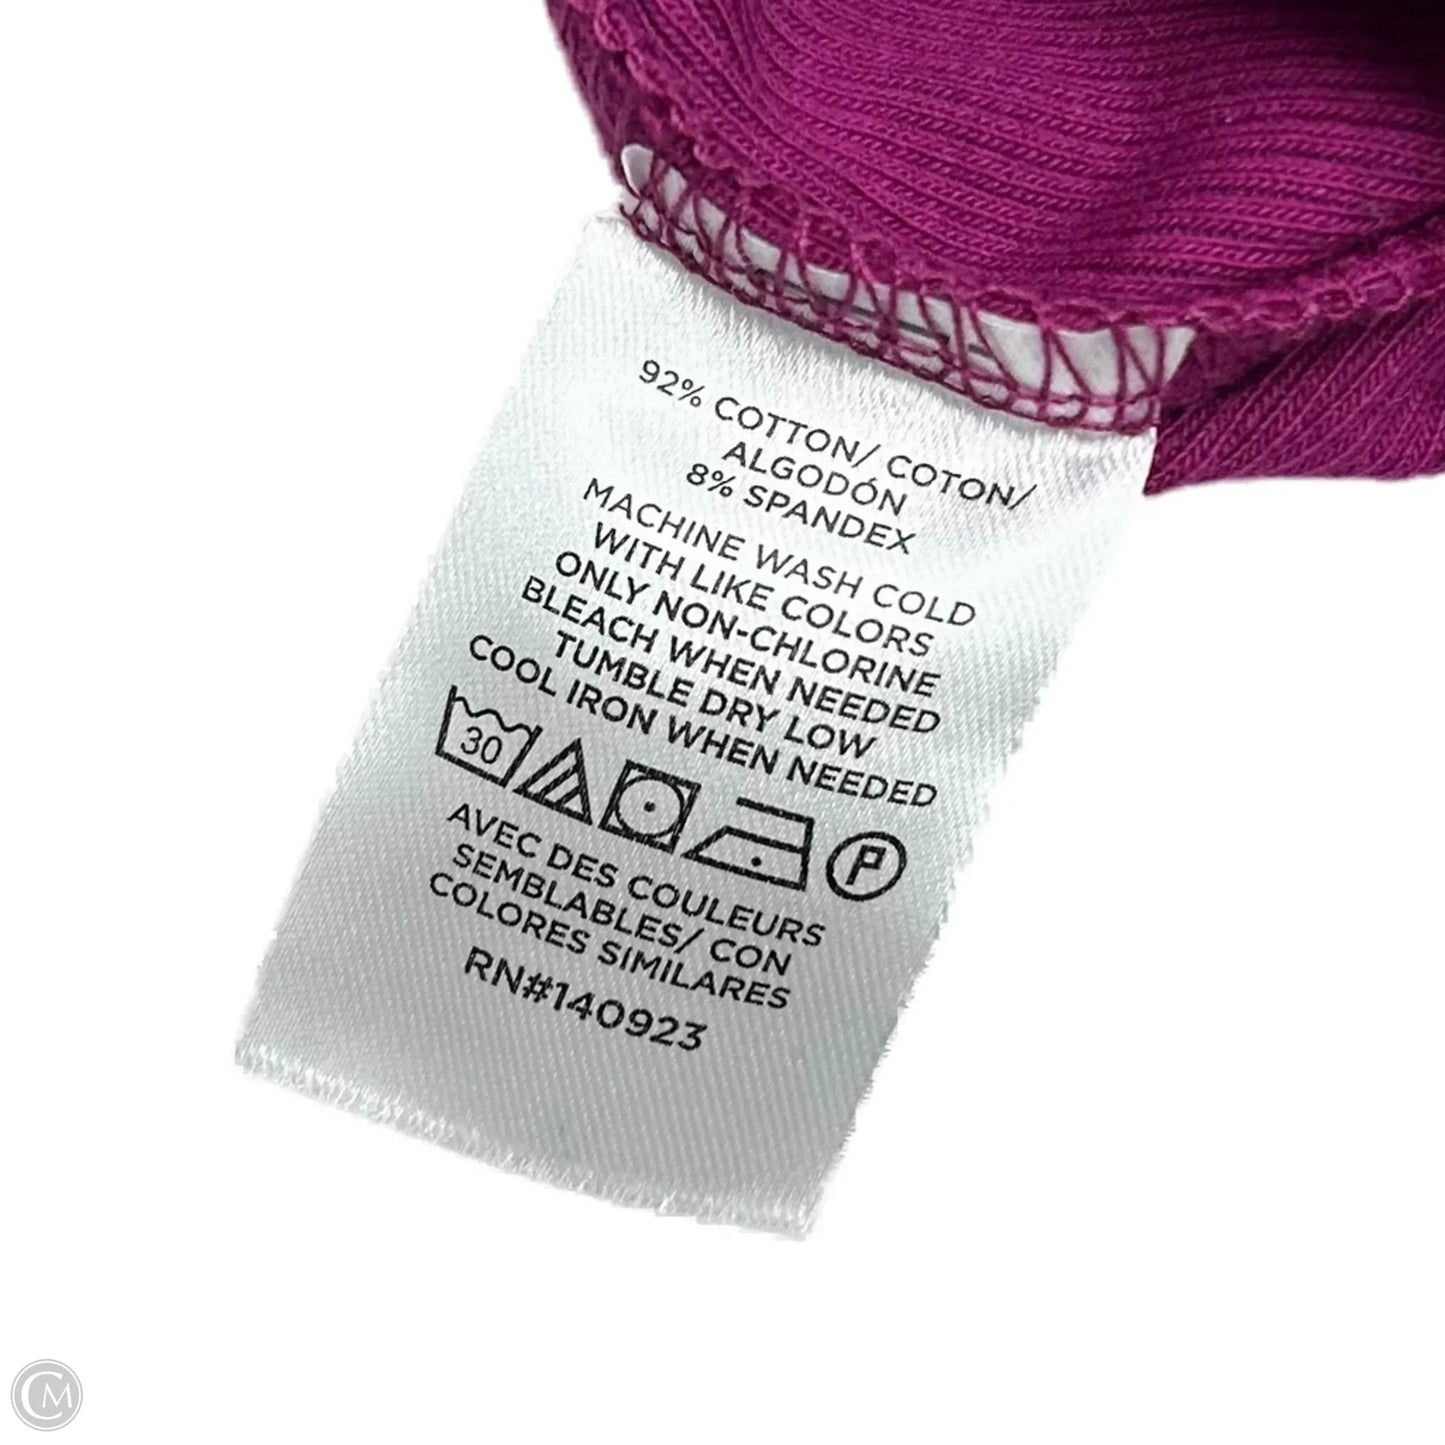 92% COTTON/ COTON/
ALGODÓN
8% SPANDEX
MACHINE WASH COLD
WITH LIKE COLORS
ONLY NON-CHLORINE
BLEACH WHEN NEEDED
TUMBLE DRY LOW
COOL IRON WHEN NEEDED
30 P
AVEC DES COULEURS
SEMBLABLES/ CON
COLORES SIMILARES
RN#140923
CM